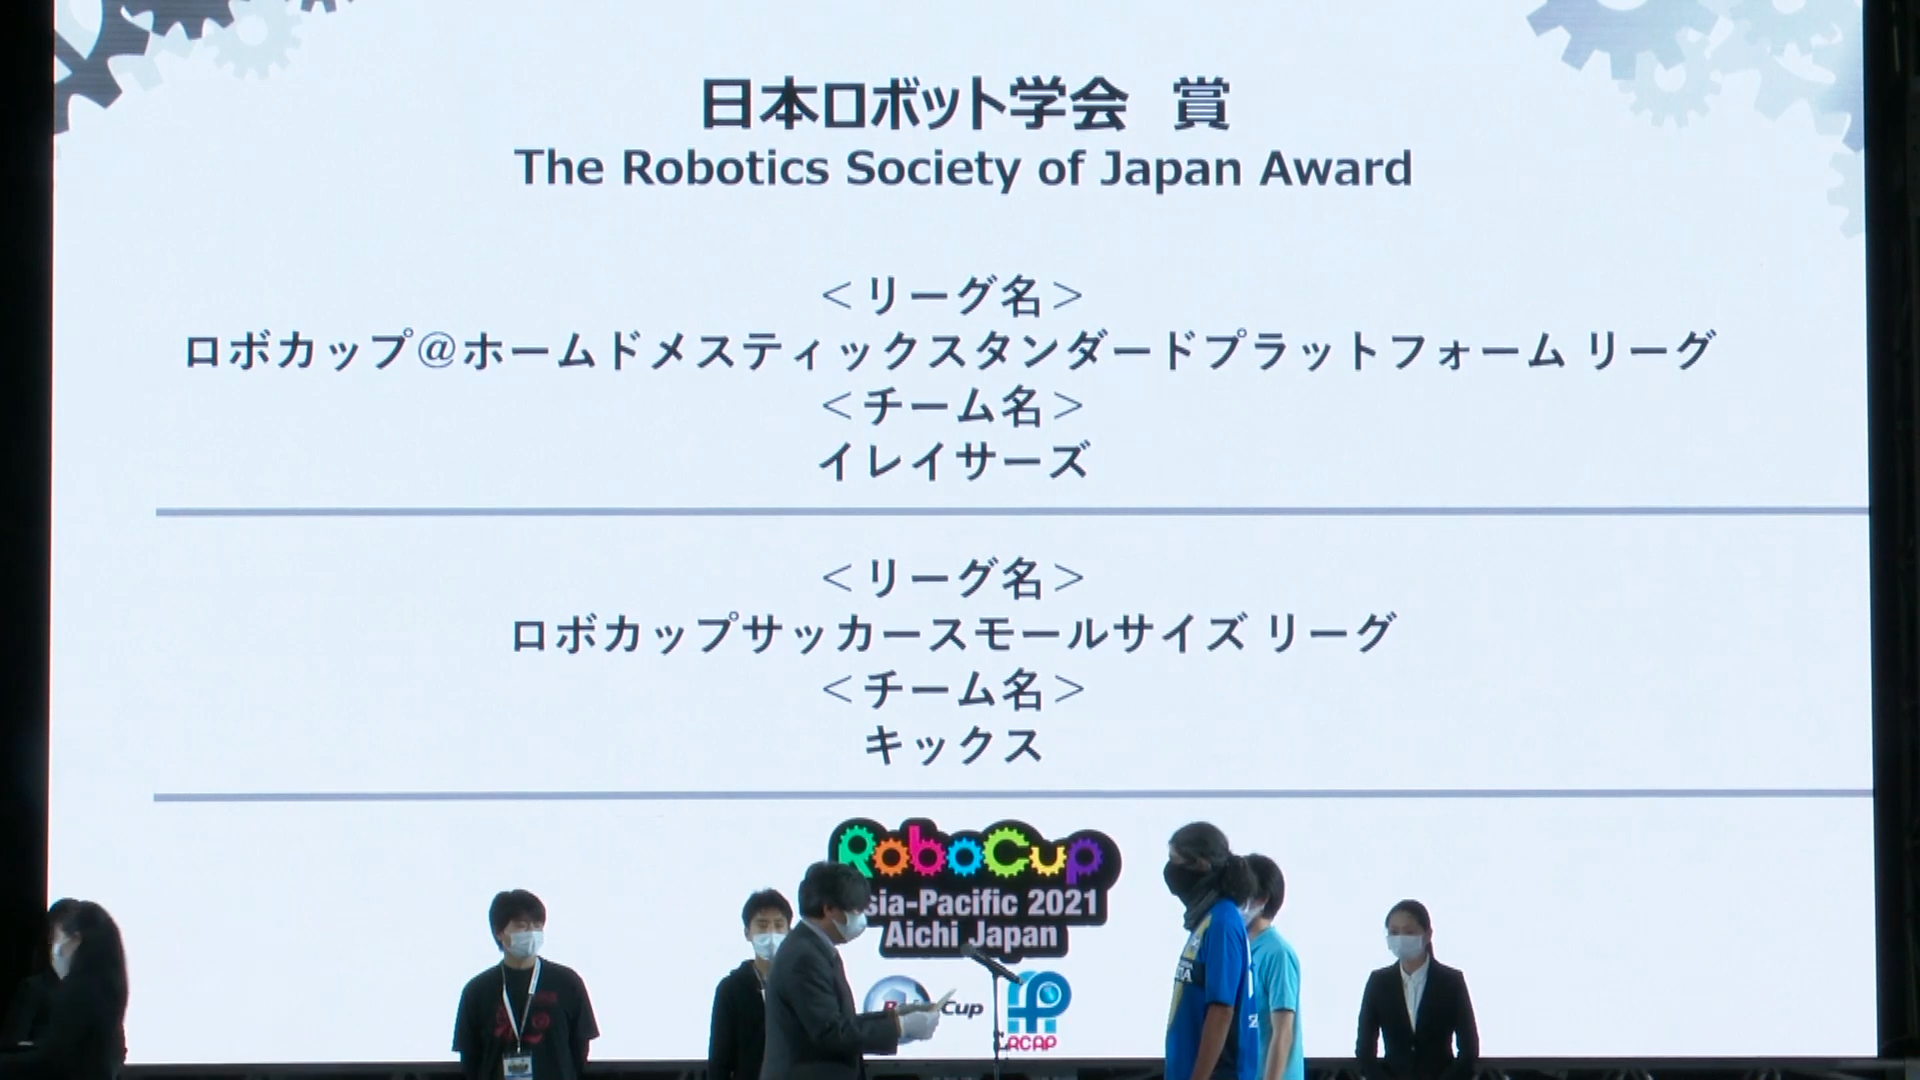 日本ロボット学会 賞
The Robotics Society of Japan Award
＜リーグ名＞
ロボカップ＠ホームドメスティックスタンダードプラットフォーム リーグ
＜チーム名＞
イレイサーズ
＜リーグ名＞
ロボカップサッカースモールサイズ リーグ
＜チーム名＞
キックス
RoboCup
sia-Pacific 2021
Aichi Japan
Cup
RCAP